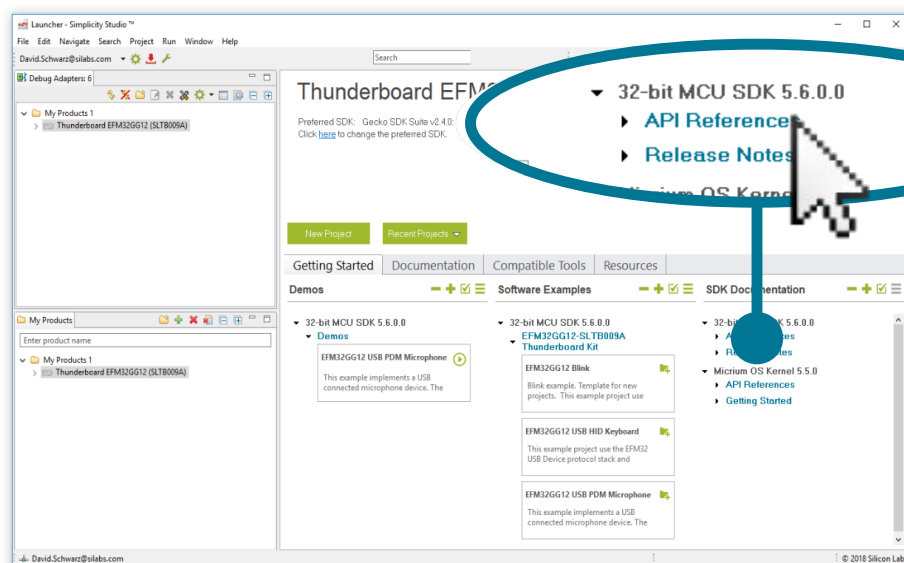 Launcher - Simplicity Studio ™
File Edit Navigate Search Project Run Window Help
David.Schwarz@silabs.com
Search
Debug Adapters: 6
My Products 1
Thunderboard EFM32GG12 (SLTB009A)
Thunderboard EFM
Preferred SDK: Gecko SDK Suite v2.4.0:
Click here to change the preferred SDK.
32-bit MCU SDK 5.6.0.0
API References
Release Notes
New Project
Recent Projects
Getting Started
Documentation
Compatible Tools
Resources
Demos
32-bit MCU SDK 5.6.0.0
Demos
EFM32GG12 USB PDM Microphone
This example implements a USB
connected microphone device. The
Software Examples
32-bit MCU SDK 5.6.0.0
EFM32GG12-SLTB009A
Thunderboard Kit
EFM32GG12 Blink
Blink example. Template for new
projects. This example project use
EFM32GG12 USB HID Keyboard
This example project use the EFM32
USB Device protocol stack and
EFM32GG12 USB PDM Microphone
This example implements a USB
connected microphone device. The
SDK Documentation
Micrium OS Kernel 5.5.0
API References
Getting Started
My Products
Enter product name
My Products 1
Thunderboard EFM32GG12 (SLTB009A)
David.Schwarz@silabs.com
© 2018 Silicon Lab